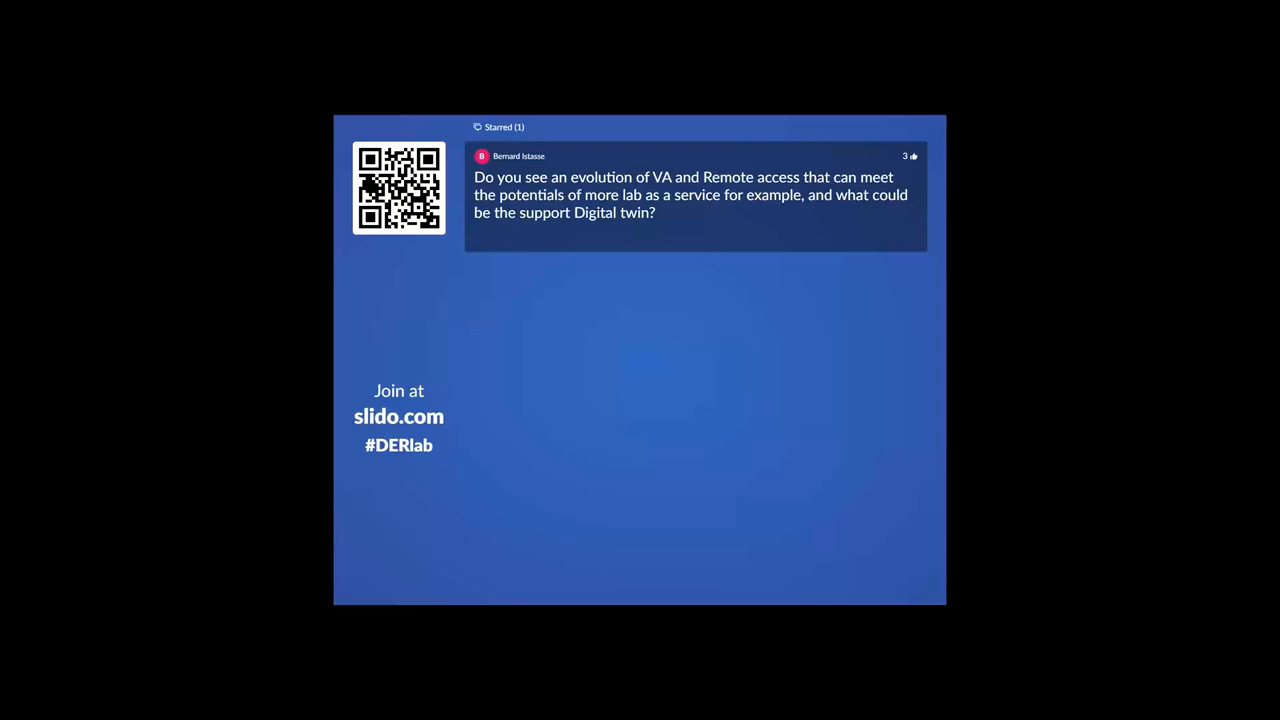 Starred (1)
B Bernard Istasse 3
Do you see an evolution of VA and Remote access that can meet
the potentials of more lab as a service for example, and what could
be the support Digital twin?
Join at
slido.com
#DERlab